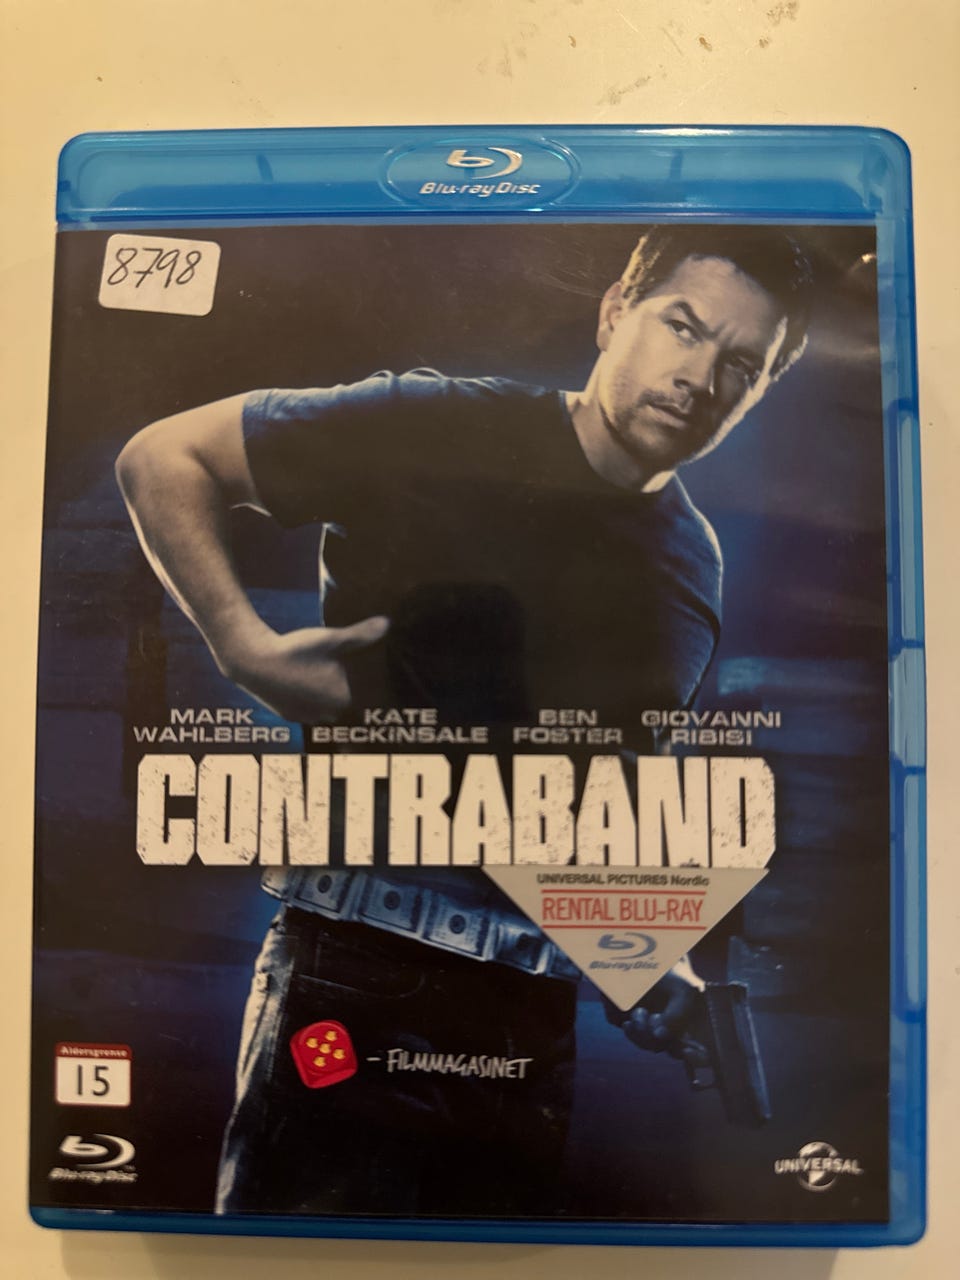 Blu-ray Disc
8798
MARK WAHLBERG
KATE BECKINSALE
BEN FOSTER
GIOVANNI RIBISI
CONTRABAND
UNIVERSAL PICTURES Nordic
RENTAL BLU-RAY
Blu-ray Disc
- FILMMAGASINET
Aldersgrense
15
Blu-ray Disc
UNIVERSAL